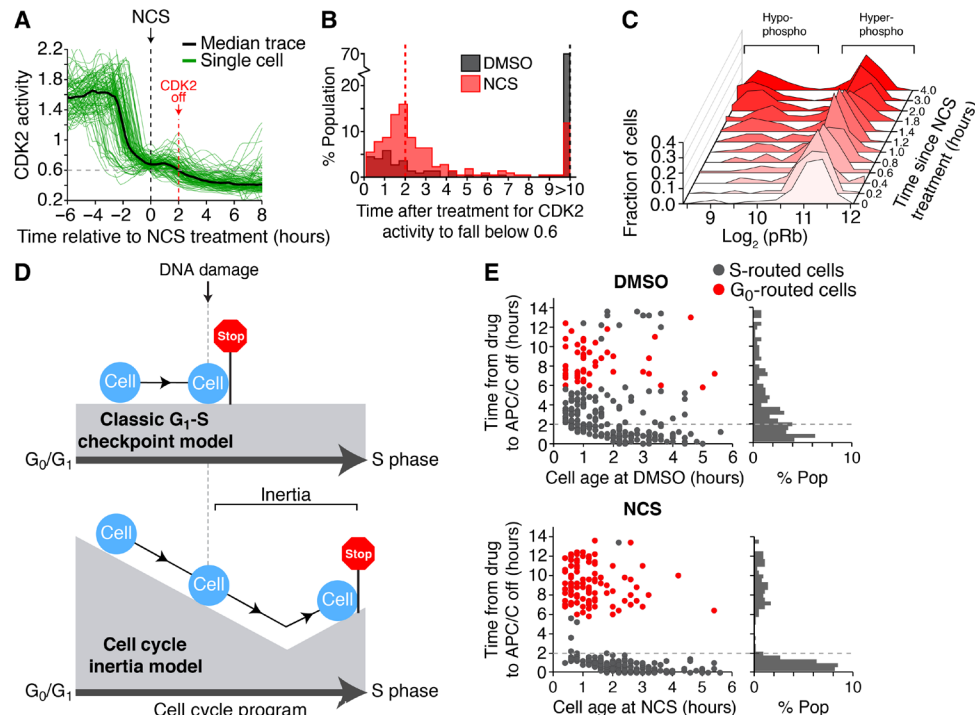 A
NCS
Median trace
Single cell
CDK2
off
CDK2 activity
2.2
1.8
1.4
1.0
0.6
0.2
−6 −4 −2 0 2 4 6 8
Time relative to NCS treatment (hours)
B
DMSO
NCS
% Population
70
20
10
0
0 1 2 3 4 5 6 7 8 9 >10
Time after treatment for CDK2
activity to fall below 0.6
C
Hypo-
phospho
Hyper-
phospho
Fraction of cells
0.4
0.3
0.2
0.1
0.0
9 10 11 12
Log2 (pRb)
4.0
3.0
2.0
1.8
1.4
1.2
1.0
0.8
0.6
0.4
0.2
0
Time since NCS
treatment (hours)
D
DNA damage
Stop
Cell
Cell
Classic G1-S
checkpoint model
G0/G1
S phase
Inertia
Cell
Stop
Cell
Cell
Cell cycle
inertia model
G0/G1
S phase
Cell cycle program
E
S-routed cells
G0-routed cells
DMSO
Time from drug
to APC/C off (hours)
14
12
10
8
6
4
2
0
0 1 2 3 4 5 6
Cell age at DMSO (hours)
0 10
% Pop
NCS
Time from drug
to APC/C off (hours)
14
12
10
8
6
4
2
0
0 1 2 3 4 5 6
Cell age at NCS (hours)
0 10
% Pop